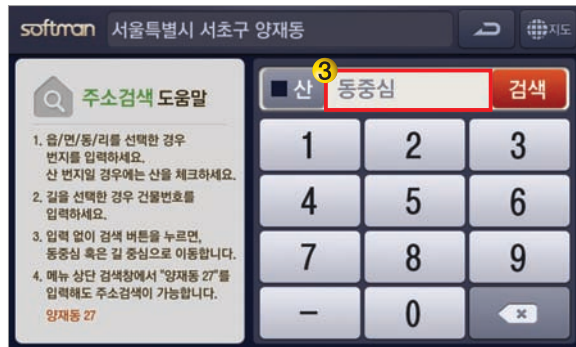 softman 서울특별시 서초구 양재동
지도
주소검색 도움말
1. 읍/면/동/리를 선택한 경우
번지를 입력하세요.
산 번지일 경우에는 산을 체크하세요.
2. 길을 선택한 경우 건물번호를
입력하세요.
3. 입력 없이 검색 버튼을 누르면,
동중심 혹은 길 중심으로 이동합니다.
4. 메뉴 상단 검색창에서 "양재동 27"를
입력해도 주소검색이 가능합니다.
양재동 27
3
산 동중심 검색
1 2 3
4 5 6
7 8 9
– 0 ×